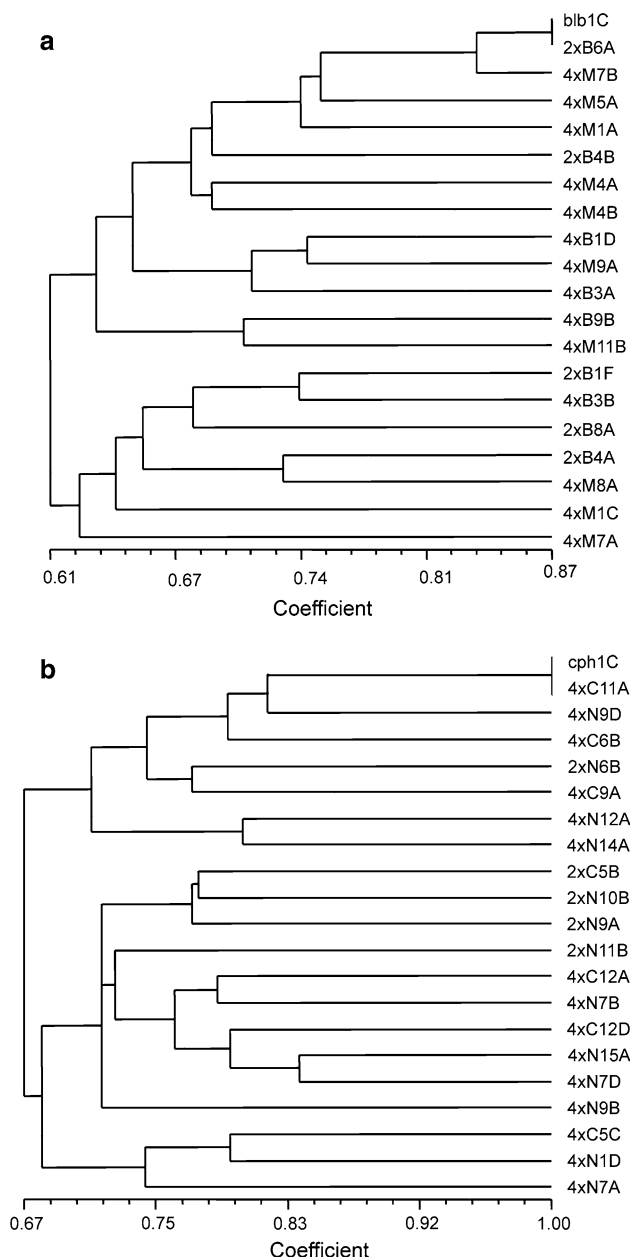 a
blb1C
2xB6A
4xM7B
4xM5A
4xM1A
2xB4B
4xM4A
4xM4B
4xB1D
4xM9A
4xB3A
4xB9B
4xM11B
2xB1F
4xB3B
2xB8A
2xB4A
4xM8A
4xM1C
4xM7A
0.61 0.67 0.74 0.81 0.87
Coefficient
b
cph1C
4xC11A
4xN9D
4xC6B
2xN6B
4xC9A
4xN12A
4xN14A
2xC5B
2xN10B
2xN9A
2xN11B
4xC12A
4xN7B
4xC12D
4xN15A
4xN7D
4xN9B
4xC5C
4xN1D
4xN7A
0.67 0.75 0.83 0.92 1.00
Coefficient